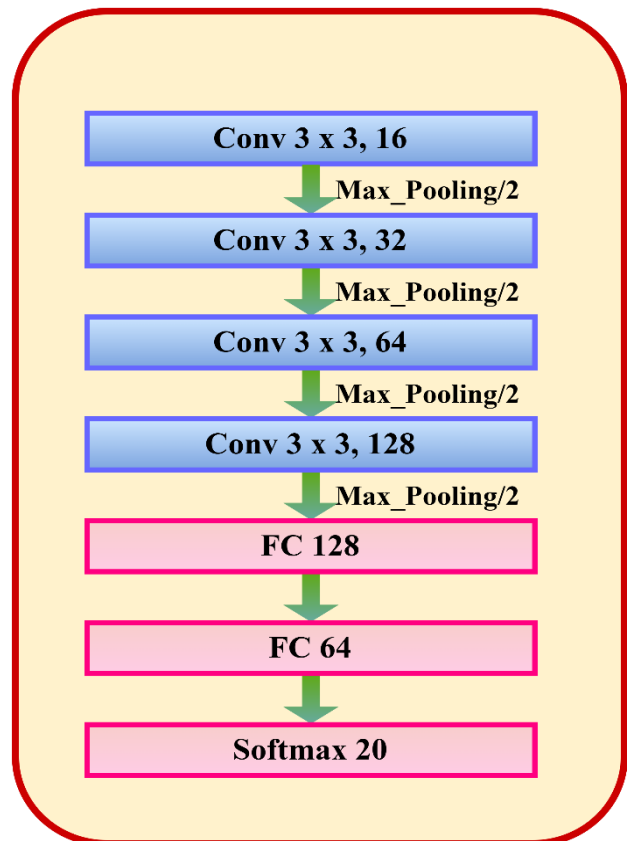 Conv 3 x 3, 16
Max_Pooling/2
Conv 3 x 3, 32
Max_Pooling/2
Conv 3 x 3, 64
Max_Pooling/2
Conv 3 x 3, 128
Max_Pooling/2
FC 128
FC 64
Softmax 20